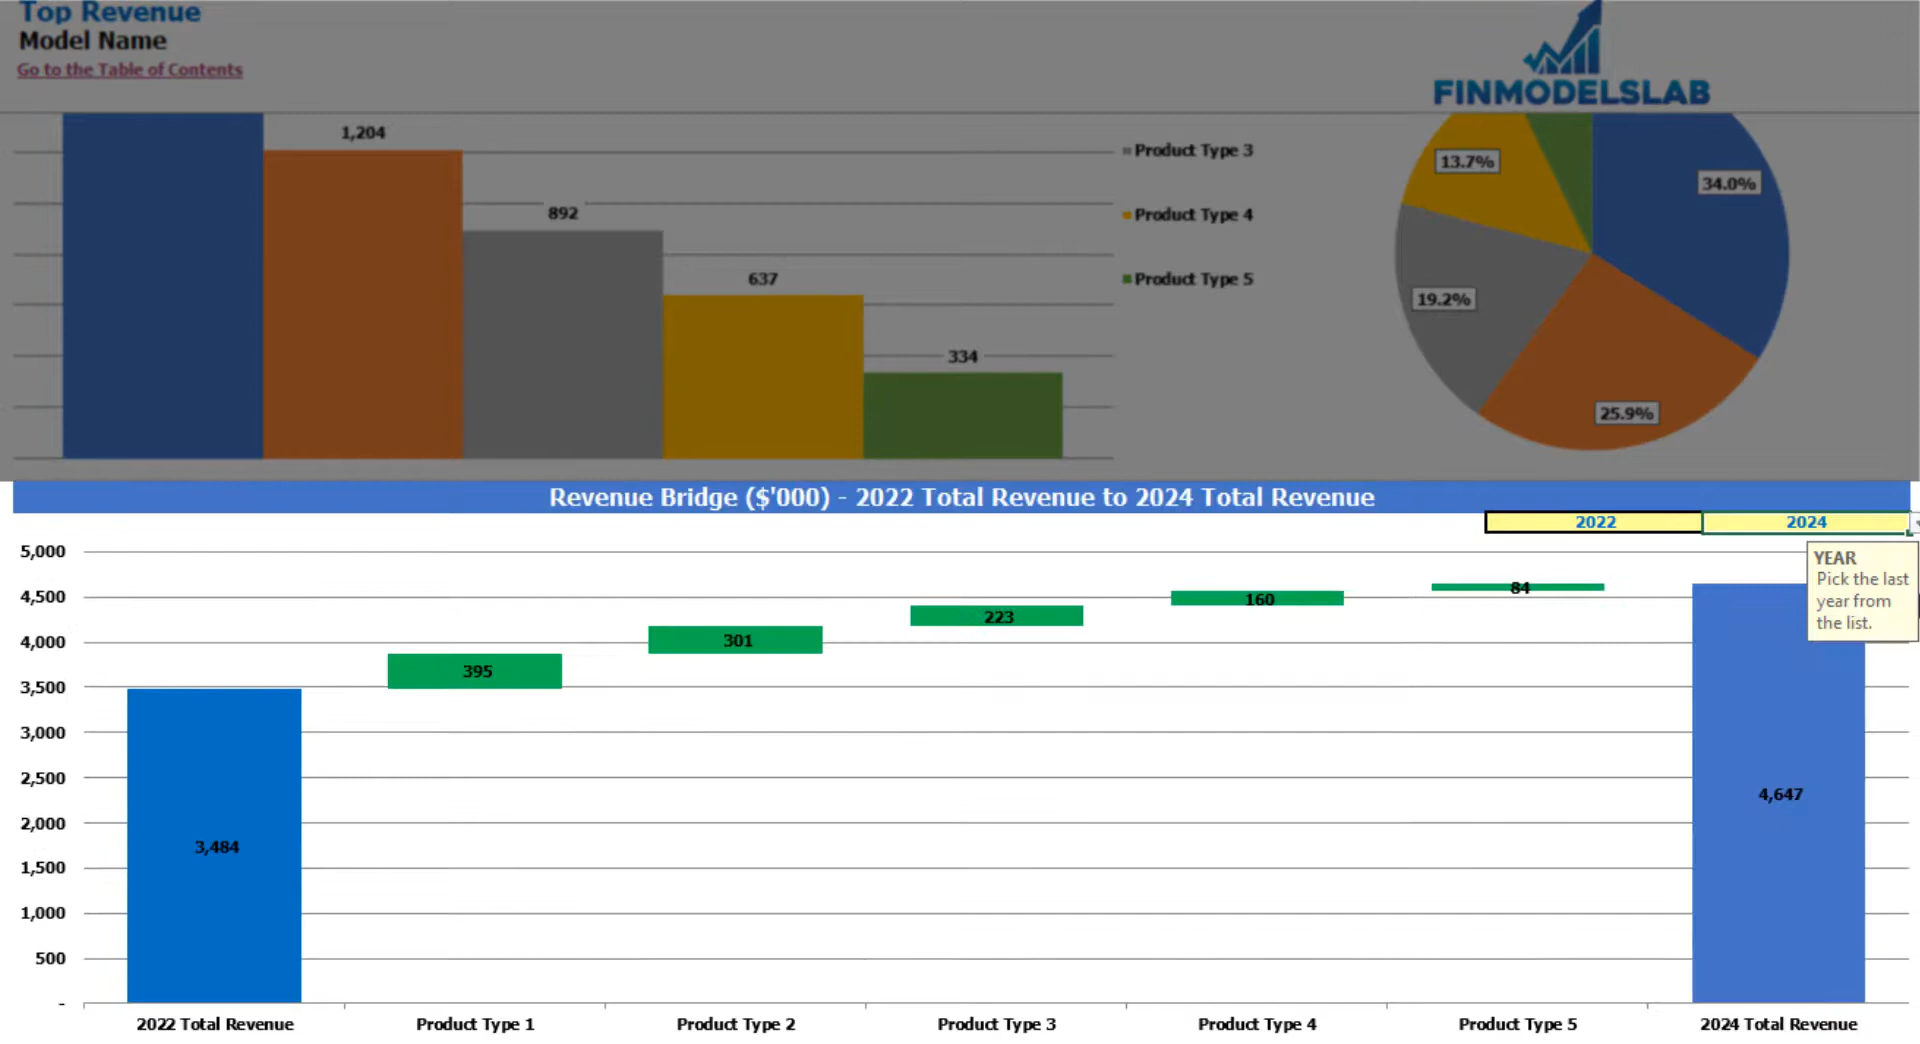 Top Revenue
Model Name
Go to the Table of Contents
FINMODELSLAB
1,204
892
637
334
Product Type 3
Product Type 4
Product Type 5
13.7%
34.0%
19.2%
25.9%
Revenue Bridge ($'000) - 2022 Total Revenue to 2024 Total Revenue
2022 2024
YEAR
Pick the last
year from
the list.
5,000
4,500
4,000
3,500
3,000
2,500
2,000
1,500
1,000
500
-
3,484
395
301
223
160
84
4,647
2022 Total Revenue Product Type 1 Product Type 2 Product Type 3 Product Type 4 Product Type 5 2024 Total Revenue